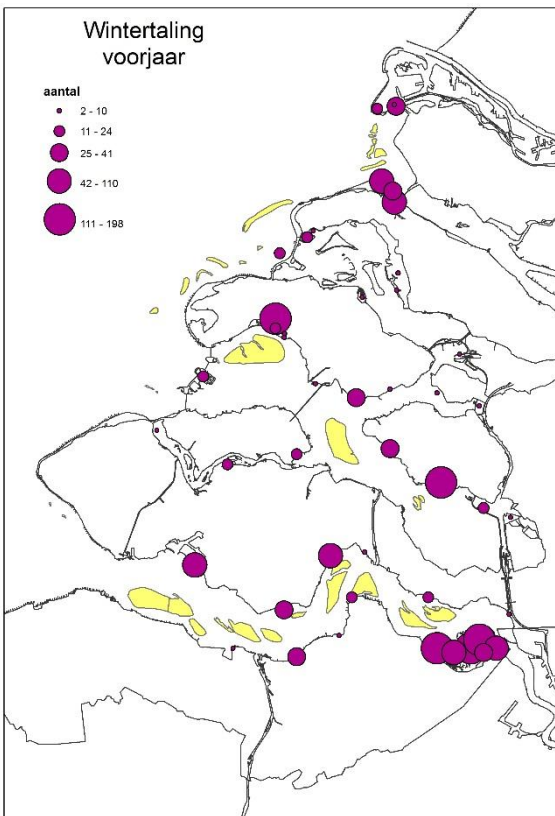 Wintertaling
voorjaar
aantal
2 - 10
11 - 24
25 - 41
42 - 110
111 - 198